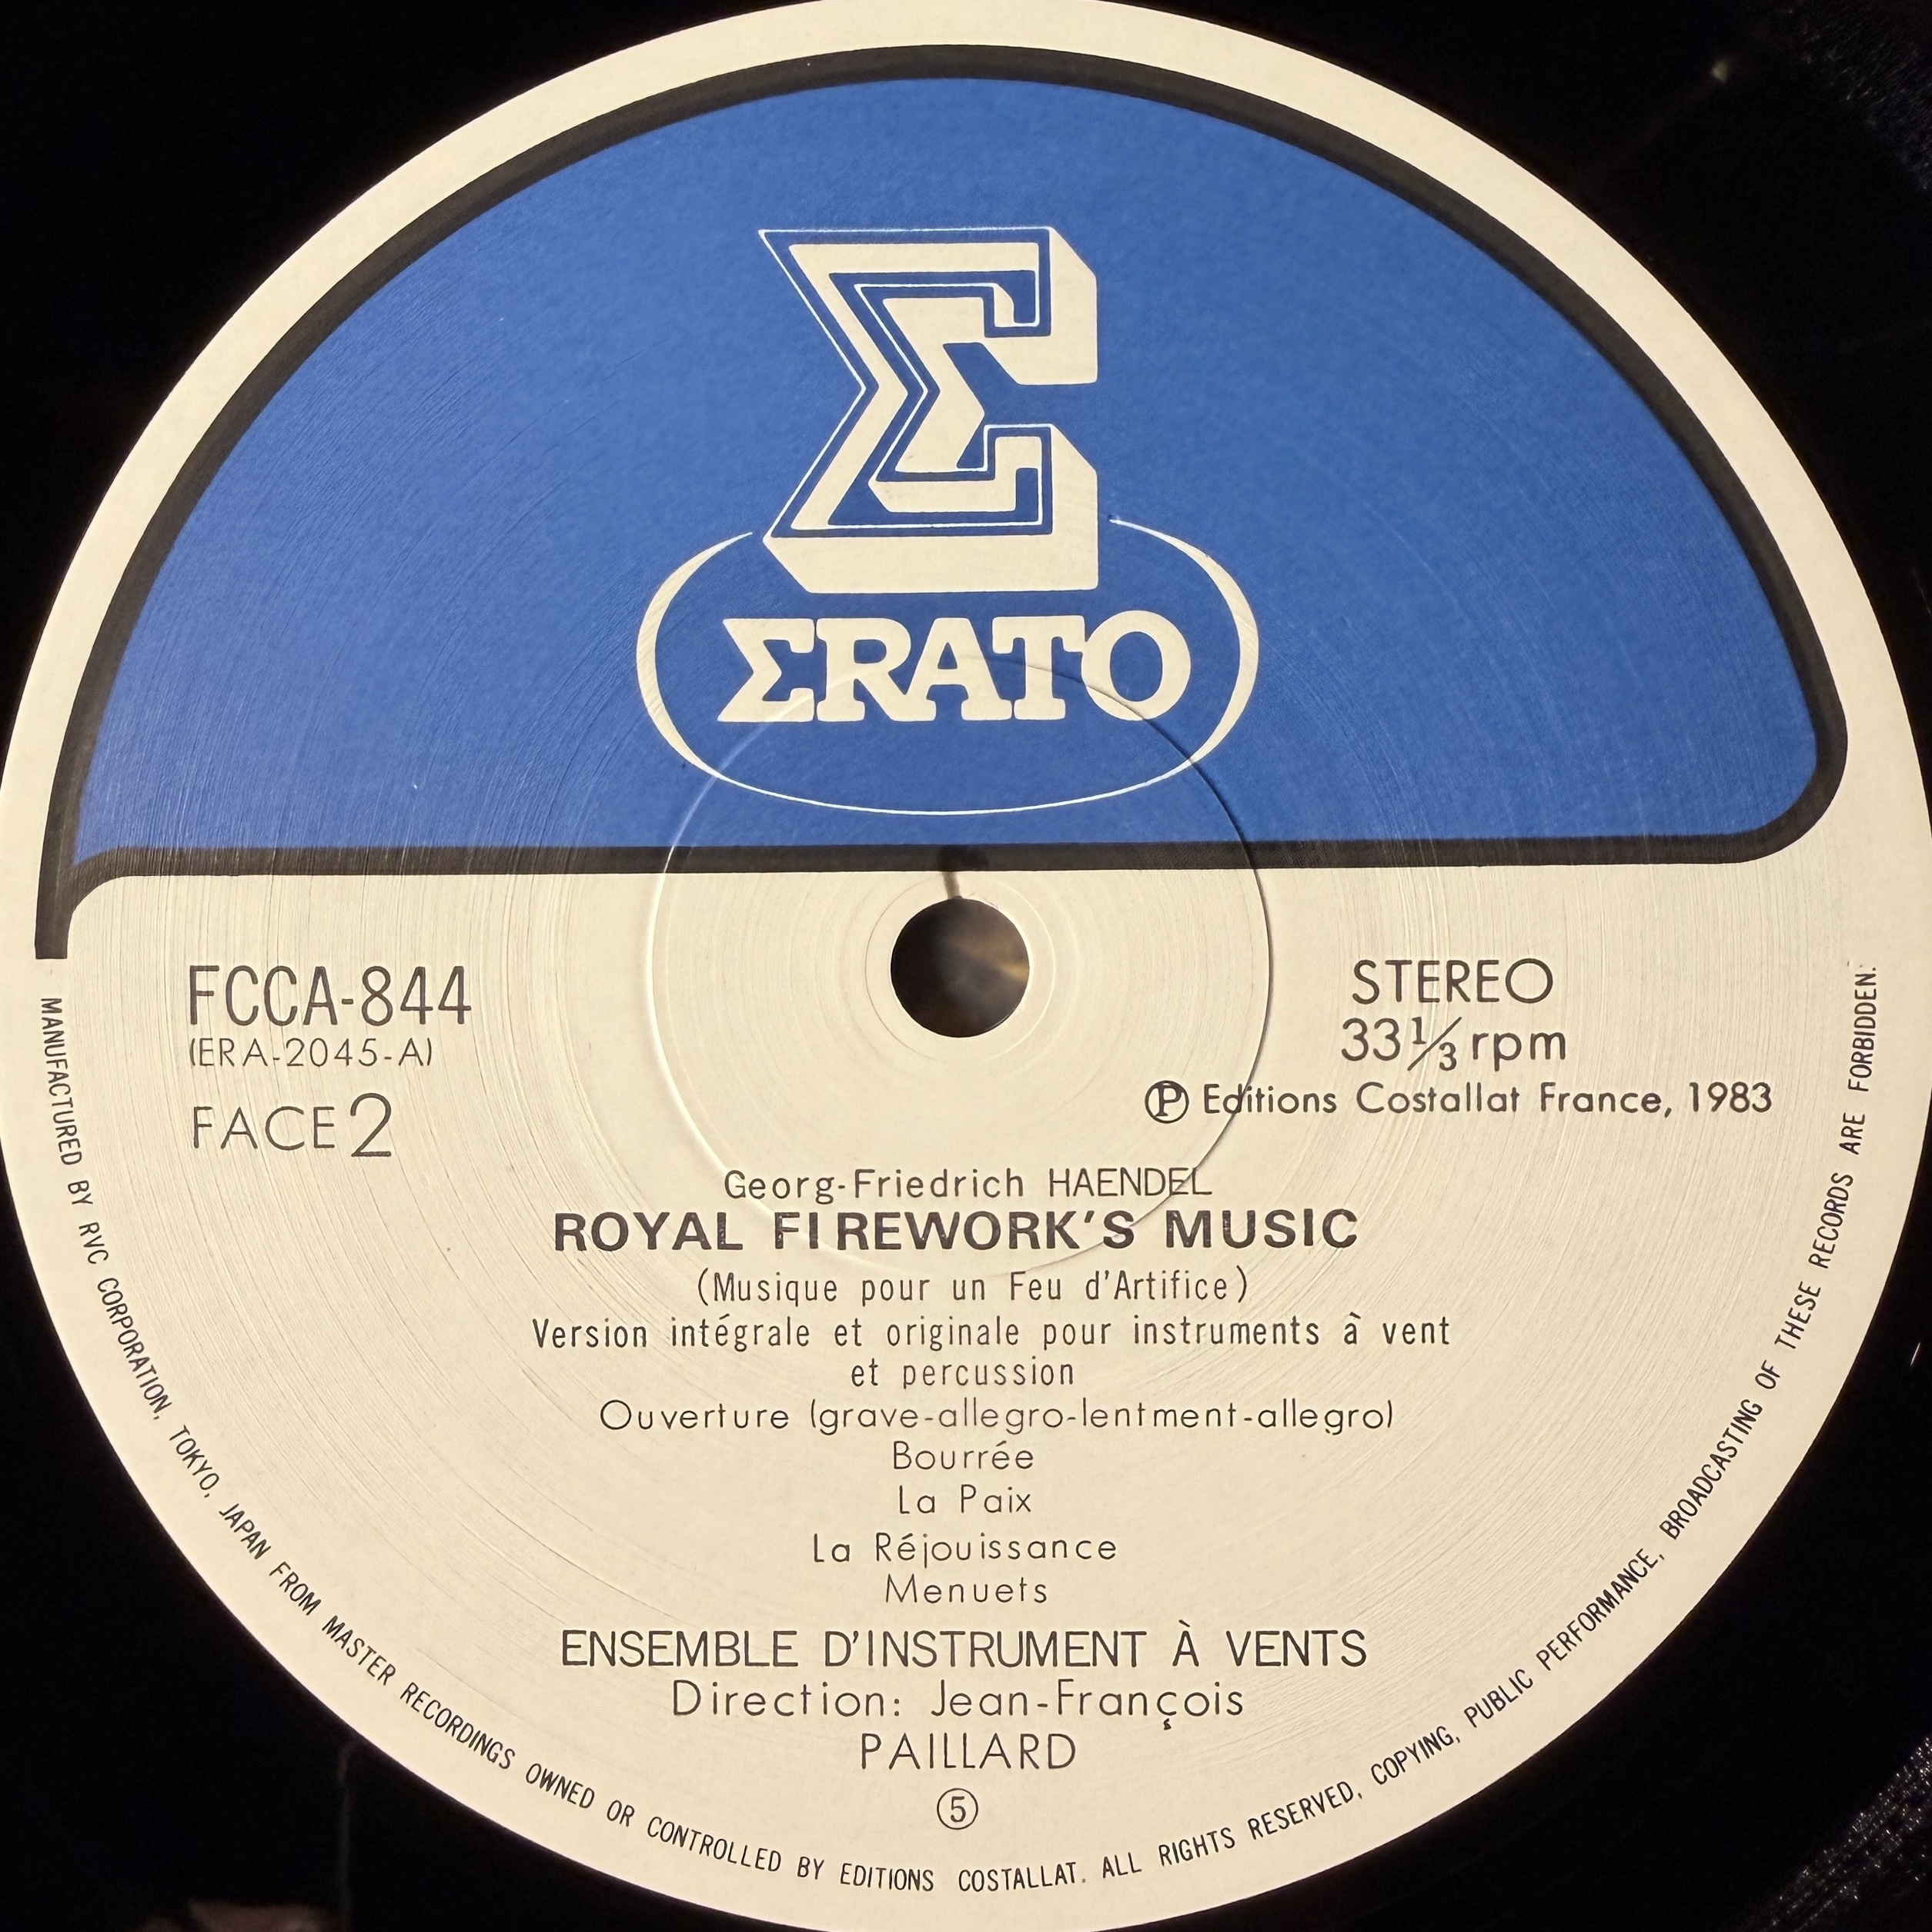 Σ
ΣRATO
FCCA-844
(ERA-2045-A)
FACE 2
STEREO
33 1/3 rpm
Ⓟ Editions Costallat France, 1983
Georg-Friedrich HAENDEL
ROYAL FIREWORK'S MUSIC
(Musique pour un Feu d'Artifice)
Version intégrale et originale pour instruments à vent
et percussion
Ouverture (grave-allegro-lentment-allegro)
Bourrée
La Paix
La Réjouissance
Menuets
ENSEMBLE D'INSTRUMENT À VENTS
Direction: Jean-François
PAILLARD
⑤
MANUFACTURED BY RVC CORPORATION, TOKYO, JAPAN FROM MASTER RECORDINGS OWNED OR CONTROLLED BY EDITIONS COSTALLAT. ALL RIGHTS RESERVED, COPYING, PUBLIC PERFORMANCE, BROADCASTING OF THESE RECORDS ARE FORBIDDEN.